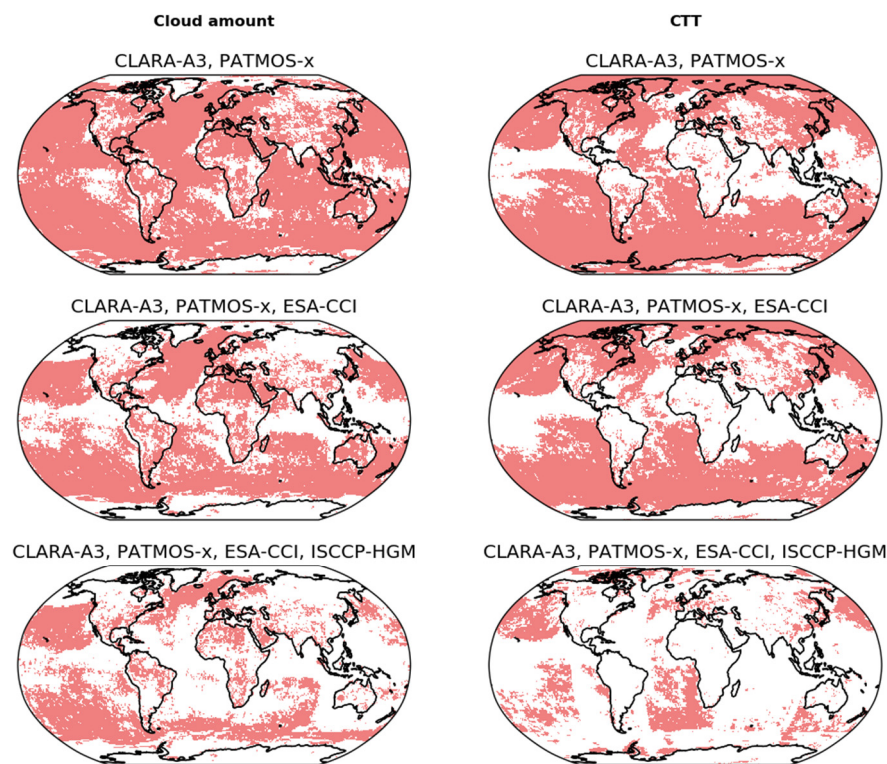 Cloud amount
CTT
CLARA-A3, PATMOS-x
CLARA-A3, PATMOS-x
CLARA-A3, PATMOS-x, ESA-CCI
CLARA-A3, PATMOS-x, ESA-CCI
CLARA-A3, PATMOS-x, ESA-CCI, ISCCP-HGM
CLARA-A3, PATMOS-x, ESA-CCI, ISCCP-HGM